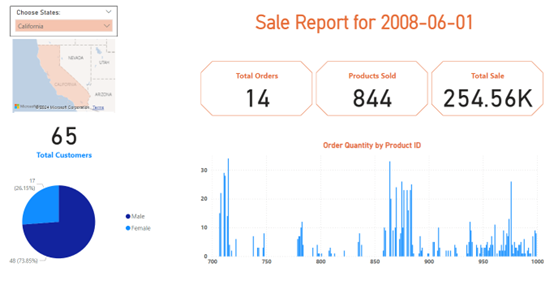 Choose States:
California
Sale Report for 2008-06-01
NEVADA
UTAH
CALIFORNIA
ARIZONA
© 2024 Microsoft Corporation Terms
Total Orders
14
Products Sold
844
Total Sale
254.56K
65
Total Customers
17
(26.15%)
48 (73.85%)
Male
Female
Order Quantity by Product ID
30
20
10
0
700
750
800
850
900
950
1000